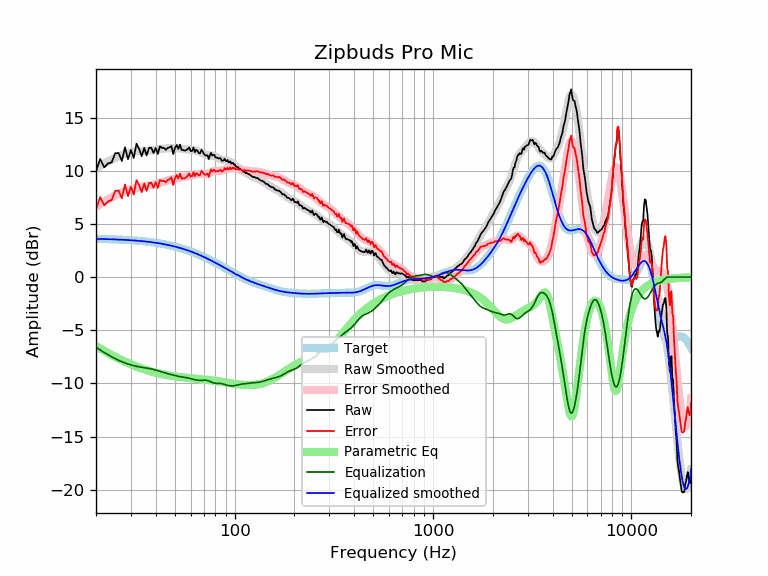 Zipbuds Pro Mic
Amplitude (dBr)
15
10
5
0
−5
−10
−15
−20
Target
Raw Smoothed
Error Smoothed
Raw
Error
Parametric Eq
Equalization
Equalized smoothed
100 1000 10000
Frequency (Hz)